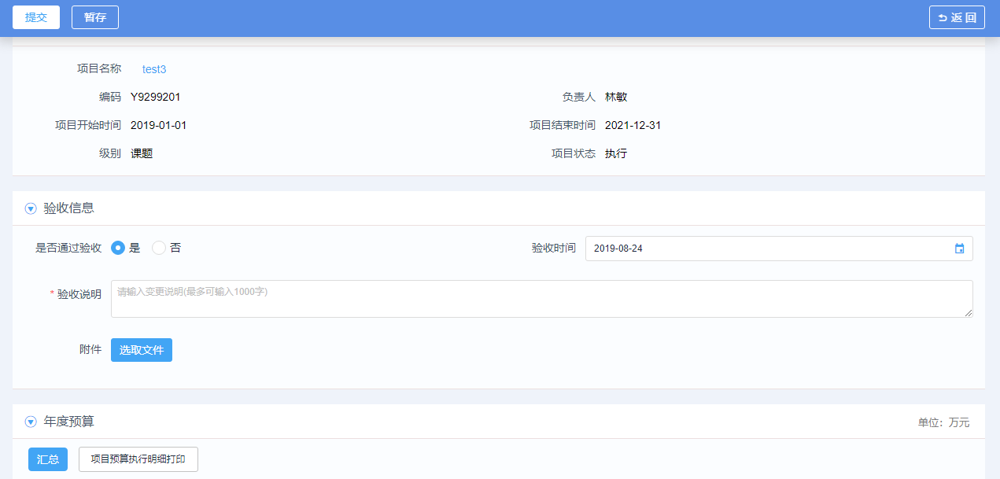 提交 暂存 返 回
项目名称 test3
编码 Y9299201 负责人 林敏
项目开始时间 2019-01-01 项目结束时间 2021-12-31
级别 课题 项目状态 执行
验收信息
是否通过验收 是 否 验收时间 2019-08-24
* 验收说明 请输入变更说明(最多可输入1000字)
附件 选取文件
年度预算 单位：万元
汇总 项目预算执行明细打印